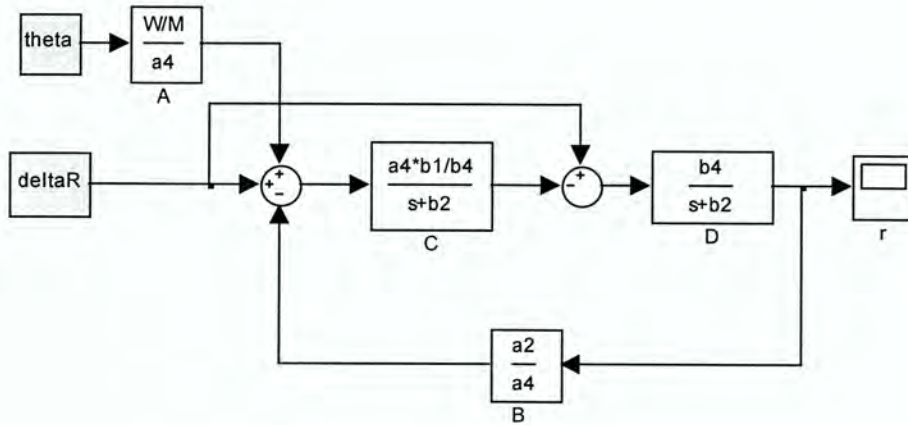 theta
W/M
a4
A
deltaR
+
+
-
a4*b1/b4
s+b2
C
+
-
b4
s+b2
D
r
a2
a4
B